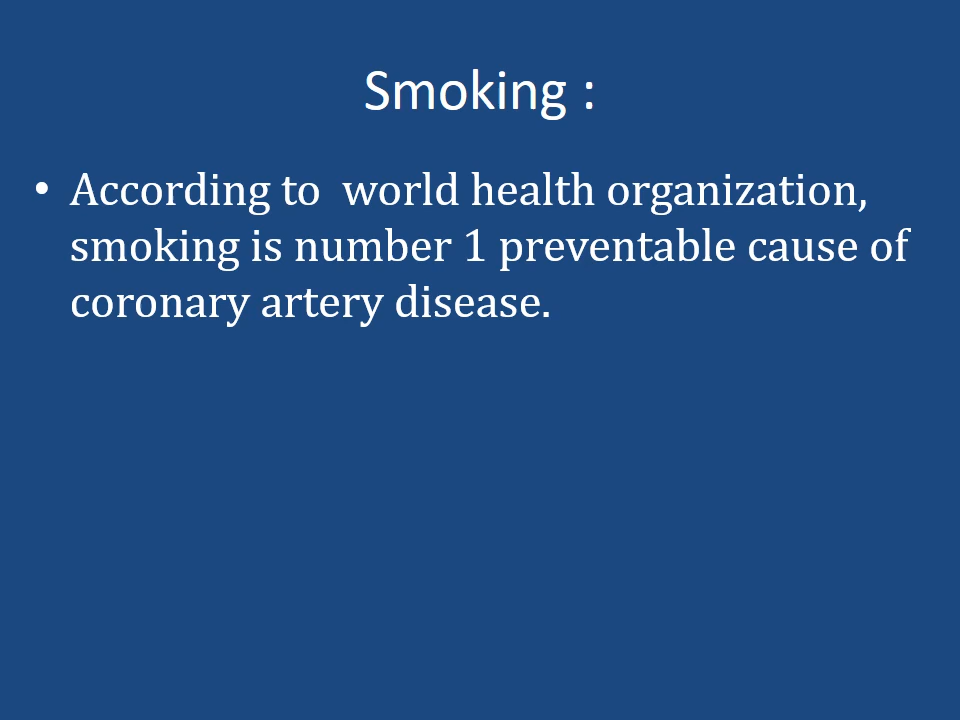 Smoking :
• According to  world health organization,
smoking is number 1 preventable cause of
coronary artery disease.